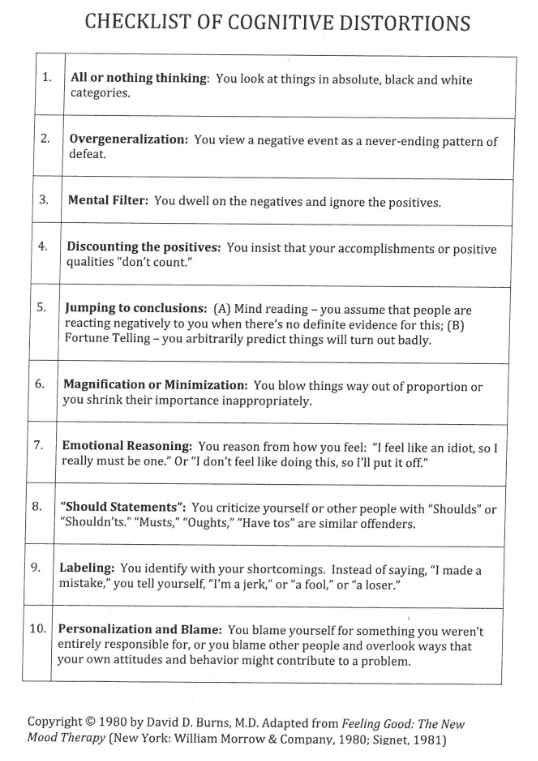 CHECKLIST OF COGNITIVE DISTORTIONS
1. All or nothing thinking: You look at things in absolute, black and white
categories.
2. Overgeneralization: You view a negative event as a never-ending pattern of
defeat.
3. Mental Filter: You dwell on the negatives and ignore the positives.
4. Discounting the positives: You insist that your accomplishments or positive
qualities "don't count."
5. Jumping to conclusions: (A) Mind reading – you assume that people are
reacting negatively to you when there's no definite evidence for this; (B)
Fortune Telling – you arbitrarily predict things will turn out badly.
6. Magnification or Minimization: You blow things way out of proportion or
you shrink their importance inappropriately.
7. Emotional Reasoning: You reason from how you feel: "I feel like an idiot, so I
really must be one." Or "I don't feel like doing this, so I'll put it off."
8. "Should Statements": You criticize yourself or other people with "Shoulds" or
"Shouldn'ts." "Musts," "Oughts," "Have tos" are similar offenders.
9. Labeling: You identify with your shortcomings. Instead of saying, "I made a
mistake," you tell yourself, "I'm a jerk," or "a fool," or "a loser."
10. Personalization and Blame: You blame yourself for something you weren't
entirely responsible for, or you blame other people and overlook ways that
your own attitudes and behavior might contribute to a problem.
Copyright © 1980 by David D. Burns, M.D. Adapted from Feeling Good: The New
Mood Therapy (New York: William Morrow & Company, 1980; Signet, 1981)